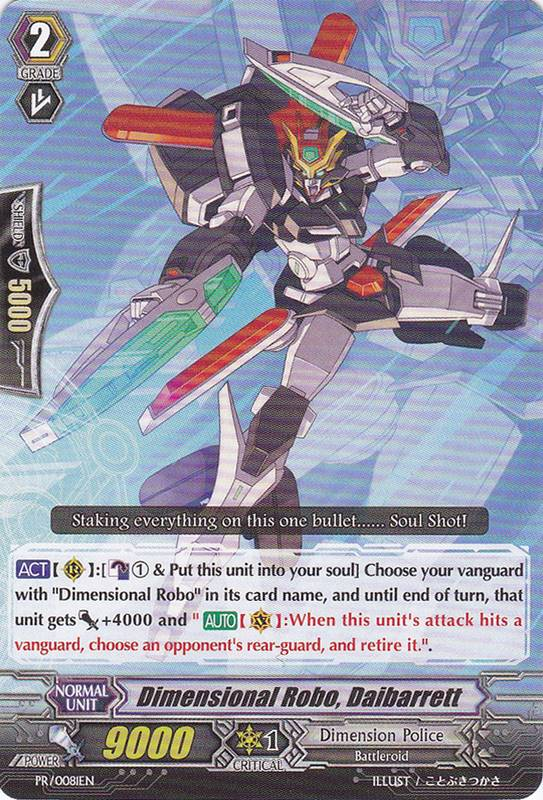 2
GRADE
SHIELD
5000
Staking everything on this one bullet...... Soul Shot!
ACT【R】:[①& Put this unit into your soul] Choose your vanguard
with "Dimensional Robo" in its card name, and until end of turn, that
unit gets +4000 and " AUTO【V】:When this unit's attack hits a
vanguard, choose an opponent's rear-guard, and retire it.".
NORMAL
UNIT
Dimensional Robo, Daibarrett
POWER
9000
1
CRITICAL
Dimension Police
Battleroid
PR/0081EN
ILLUST / ことぶきつかさ